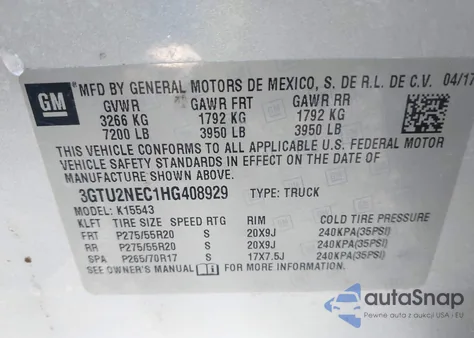 GM
MFD BY GENERAL MOTORS DE MEXICO, S. DE R.L. DE C.V. 04/17
GVWR GAWR FRT GAWR RR
3266 KG 1792 KG 1792 KG
7200 LB 3950 LB 3950 LB
THIS VEHICLE CONFORMS TO ALL APPLICABLE U.S. FEDERAL MOTOR
VEHICLE SAFETY STANDARDS IN EFFECT ON THE DATE OF
MANUFACTURE SHOWN ABOVE.
3GTU2NEC1HG408929 TYPE: TRUCK
MODEL: K15543
KLFT TIRE SIZE SPEED RTG RIM COLD TIRE PRESSURE
FRT P275/55R20 S 20X9J 240KPA(35PSI)
RR P275/55R20 S 20X9J 240KPA(35PSI)
SPA P265/70R17 S 17X7.5J 240KPA(35PSI)
SEE OWNER'S MANUAL FOR MORE INFORMATION.
autaSnap
Pewne auta z aukcji USA i EU